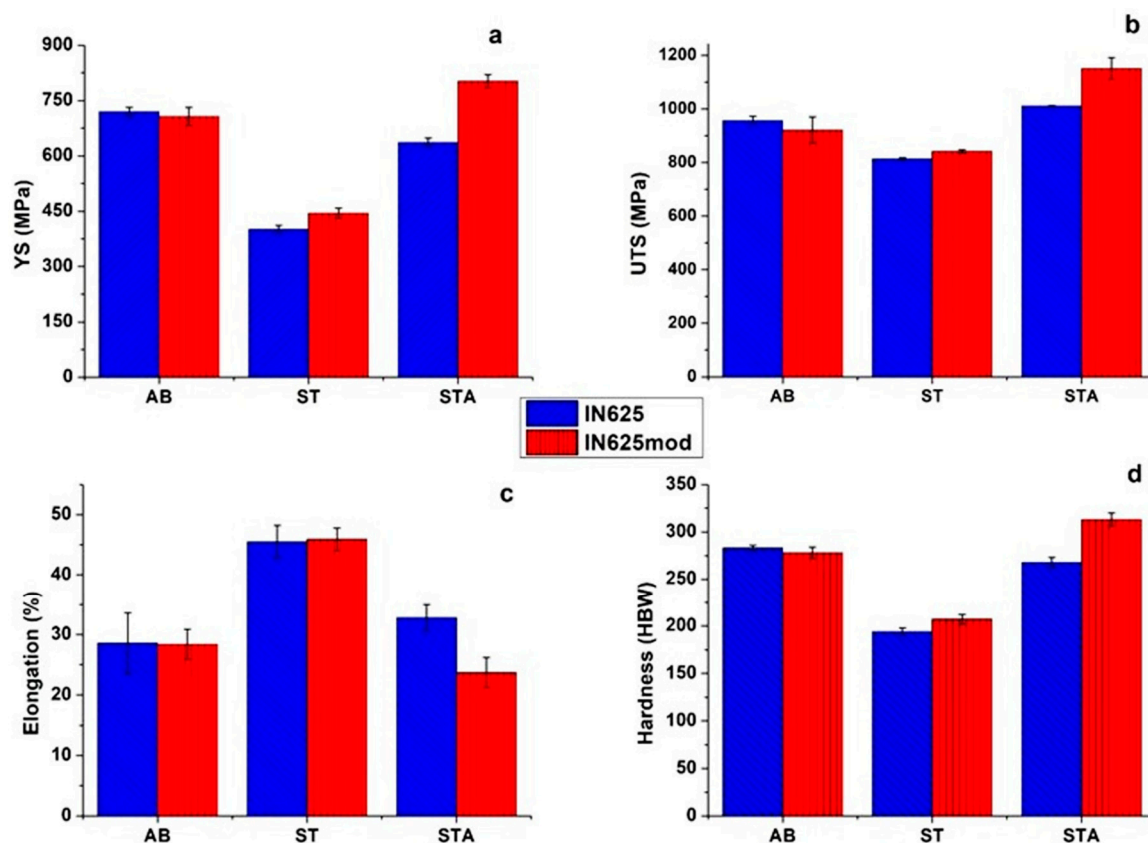 a
900
750
600
450
300
150
0
YS (MPa)
AB ST STA
b
1200
1000
800
600
400
200
0
UTS (MPa)
AB ST STA
IN625
IN625mod
c
50
40
30
20
10
0
Elongation (%)
AB ST STA
d
350
300
250
200
150
100
50
0
Hardness (HBW)
AB ST STA